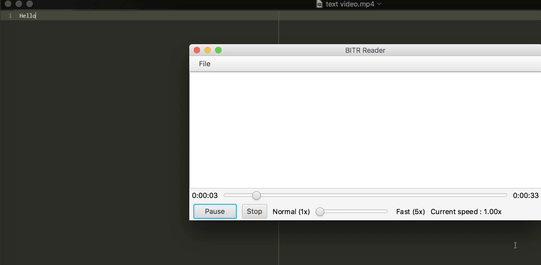 text video.mp4
1 Hello
BITR Reader
File
0:00:03 0:00:33
Pause Stop Normal (1x) Fast (5x) Current speed : 1.00x